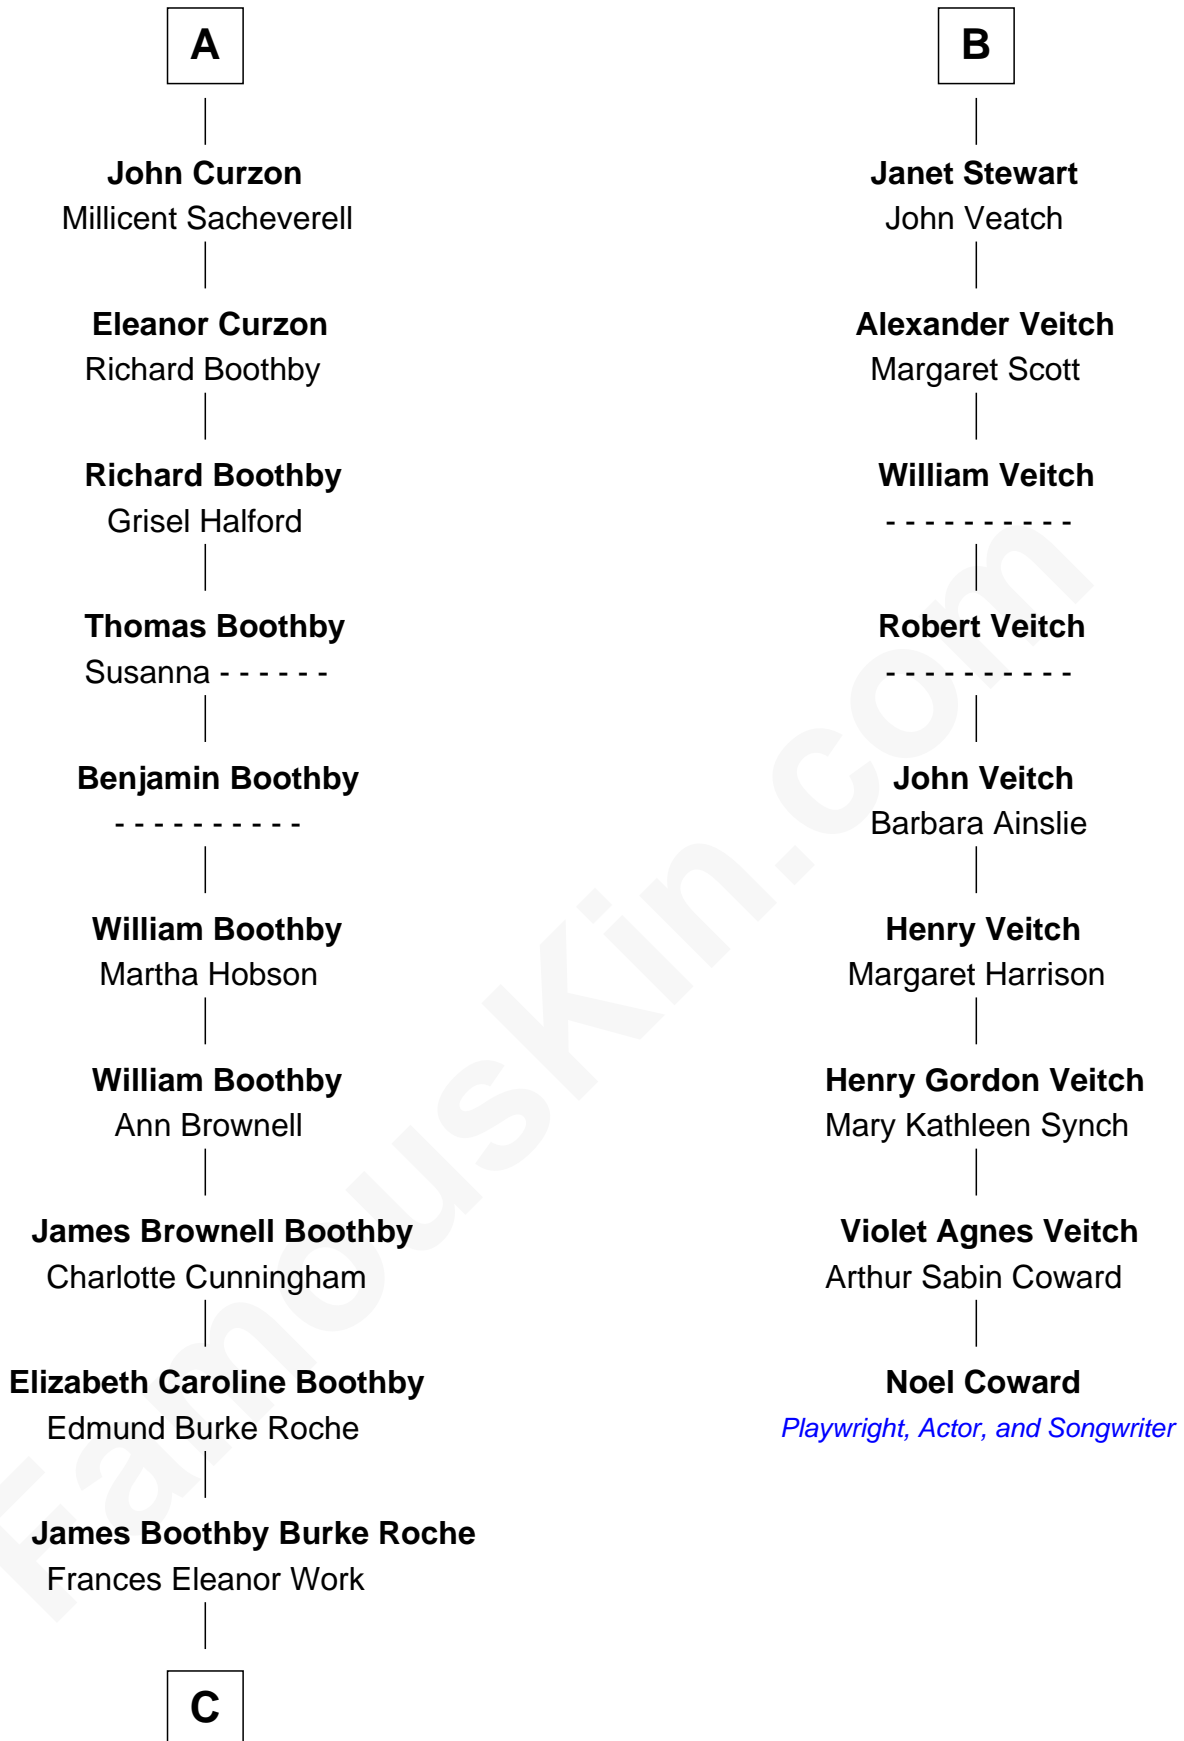 A
John Curzon
Millicent Sacheverell
Eleanor Curzon
Richard Boothby
Richard Boothby
Grisel Halford
Thomas Boothby
Susanna - - - - - -
Benjamin Boothby
- - - - - - - - - -
William Boothby
Martha Hobson
William Boothby
Ann Brownell
James Brownell Boothby
Charlotte Cunningham
Elizabeth Caroline Boothby
Edmund Burke Roche
James Boothby Burke Roche
Frances Eleanor Work
C
B
Janet Stewart
John Veatch
Alexander Veitch
Margaret Scott
William Veitch
- - - - - - - - - -
Robert Veitch
- - - - - - - - - -
John Veitch
Barbara Ainslie
Henry Veitch
Margaret Harrison
Henry Gordon Veitch
Mary Kathleen Synch
Violet Agnes Veitch
Arthur Sabin Coward
Noel Coward
Playwright, Actor, and Songwriter
FamousKin.com